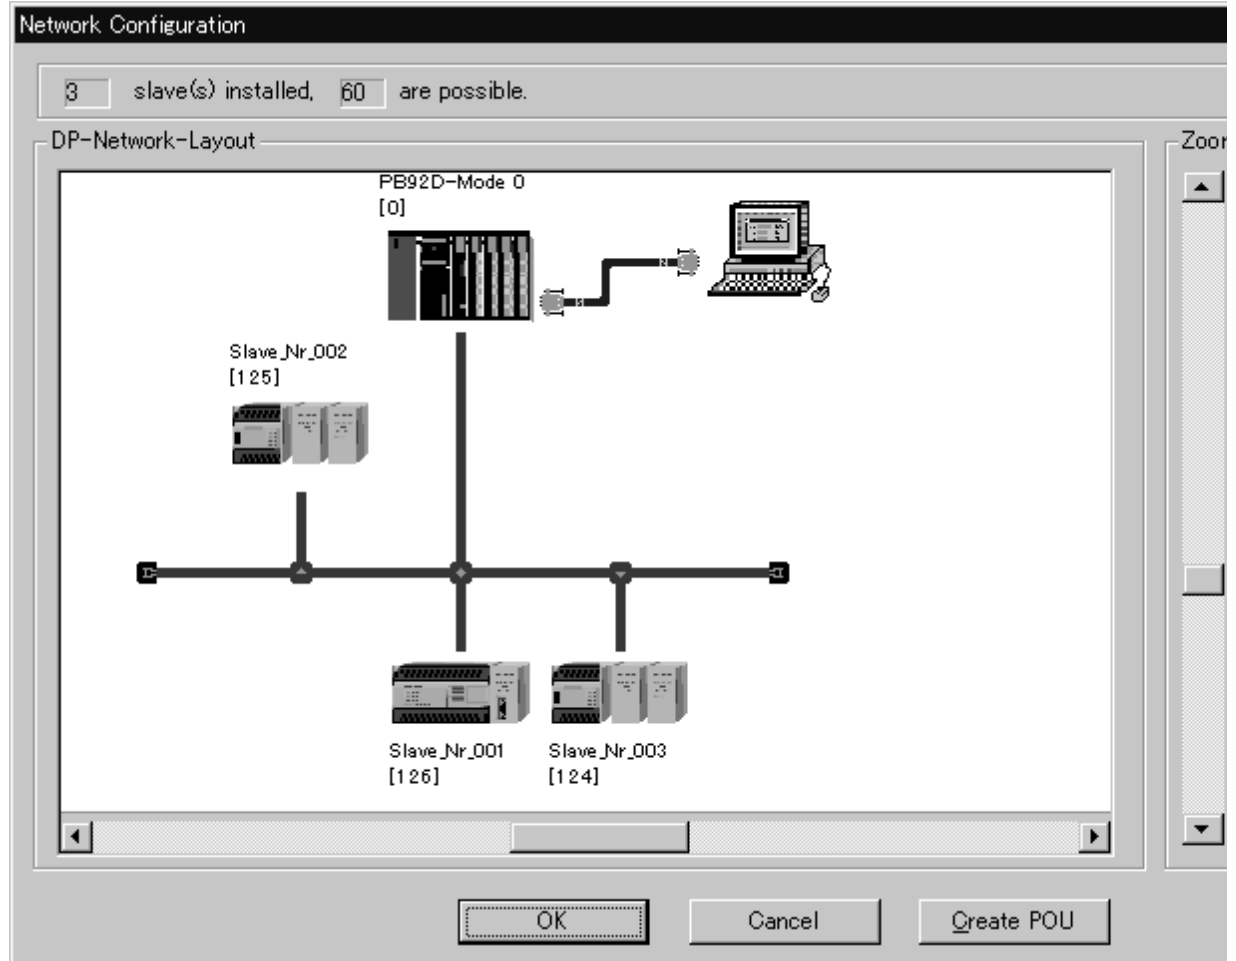 Network Configuration
3 slave(s) installed, 60 are possible.
DP-Network-Layout
Zoor
PB92D-Mode 0
[0]
Slave_Nr_002
[125]
Slave_Nr_001
[126]
Slave_Nr_003
[124]
OK
Cancel
Create POU